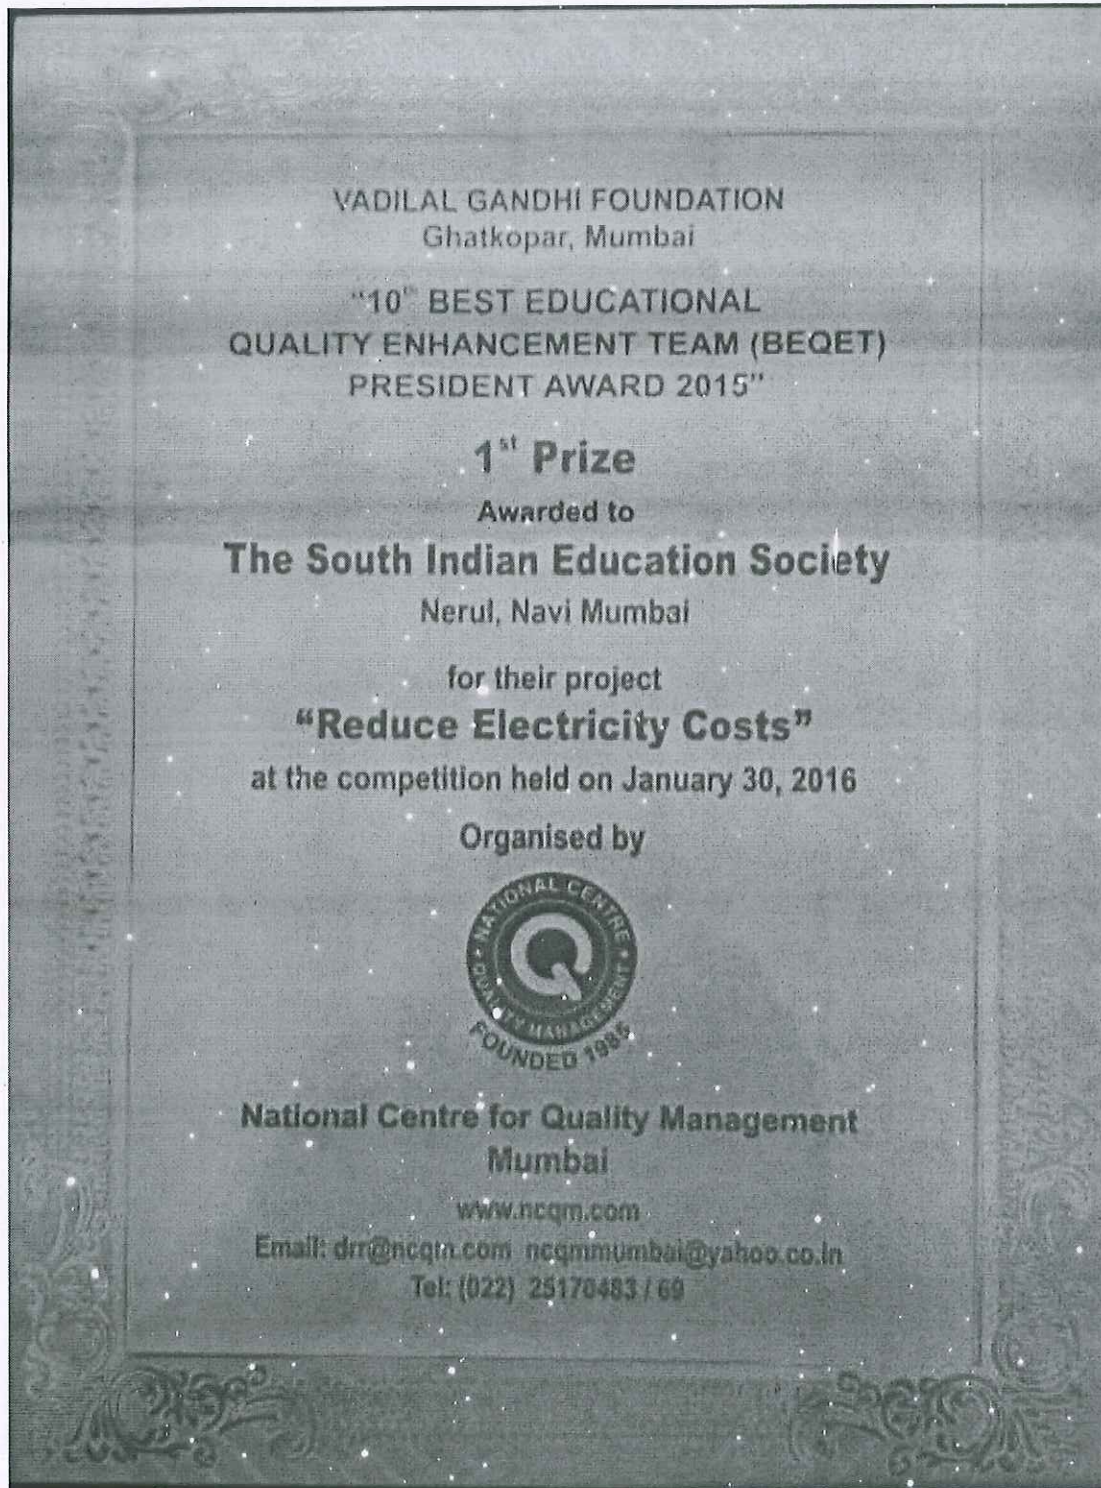 VADILAL GANDHI FOUNDATION
Ghatkopar, Mumbai
"10th BEST EDUCATIONAL
QUALITY ENHANCEMENT TEAM (BEQET)
PRESIDENT AWARD 2015"
1st Prize
Awarded to
The South Indian Education Society
Nerul, Navi Mumbai
for their project
"Reduce Electricity Costs"
at the competition held on January 30, 2016
Organised by
NATIONAL CENTRE
QUALITY MANAGEMENT
FOUNDED 1985
National Centre for Quality Management
Mumbai
www.ncqm.com
Email: drr@ncqm.com ncqmmumbai@yahoo.co.in
Tel: (022) 25170483 / 69